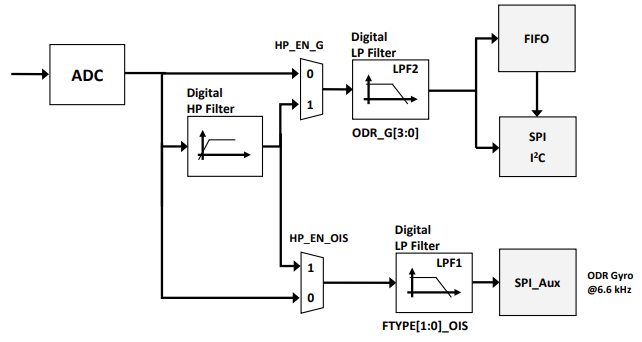 HP_EN_G
Digital
LP Filter
LPF2
ODR_G[3:0]
FIFO
ADC
0
1
Digital
HP Filter
SPI
I²C
HP_EN_OIS
1
0
Digital
LP Filter
LPF1
FTYPE[1:0]_OIS
SPI_Aux
ODR Gyro
@6.6 kHz